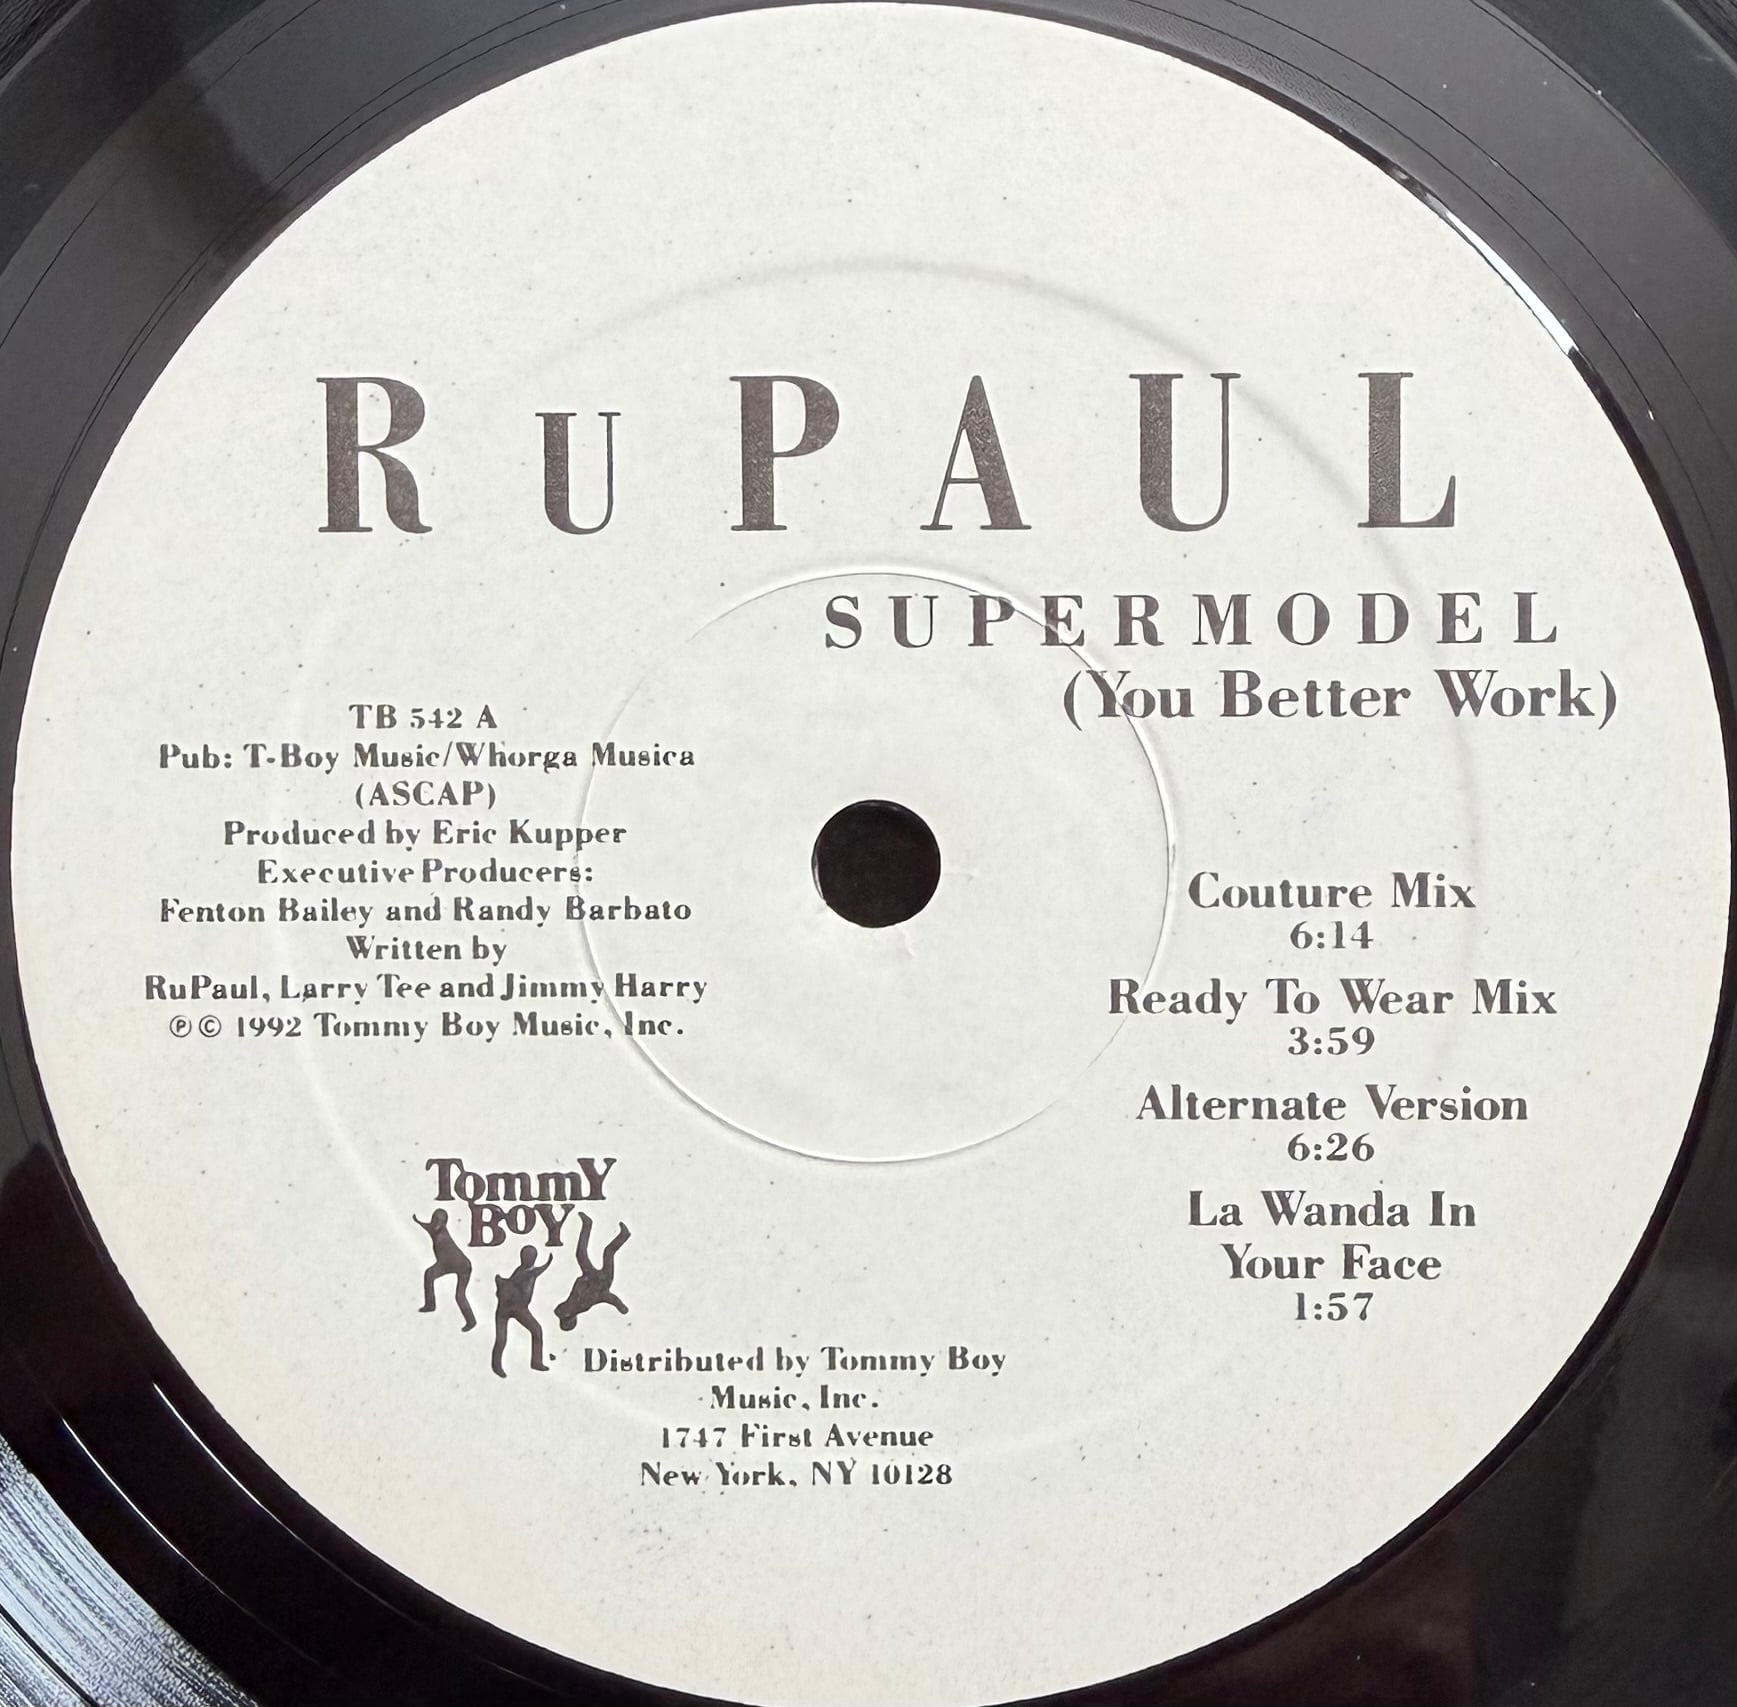 RuPAUL
SUPERMODEL
(You Better Work)
TB 542 A
Pub: T-Boy Music/Whorga Musica
(ASCAP)
Produced by Eric Kupper
Executive Producers:
Fenton Bailey and Randy Barbato
Written by
RuPaul, Larry Tee and Jimmy Harry
℗© 1992 Tommy Boy Music, Inc.
Couture Mix
6:14
Ready To Wear Mix
3:59
Alternate Version
6:26
La Wanda In
Your Face
1:57
TommY
BoY
Distributed by Tommy Boy
Music, Inc.
1747 First Avenue
New York, NY 10128